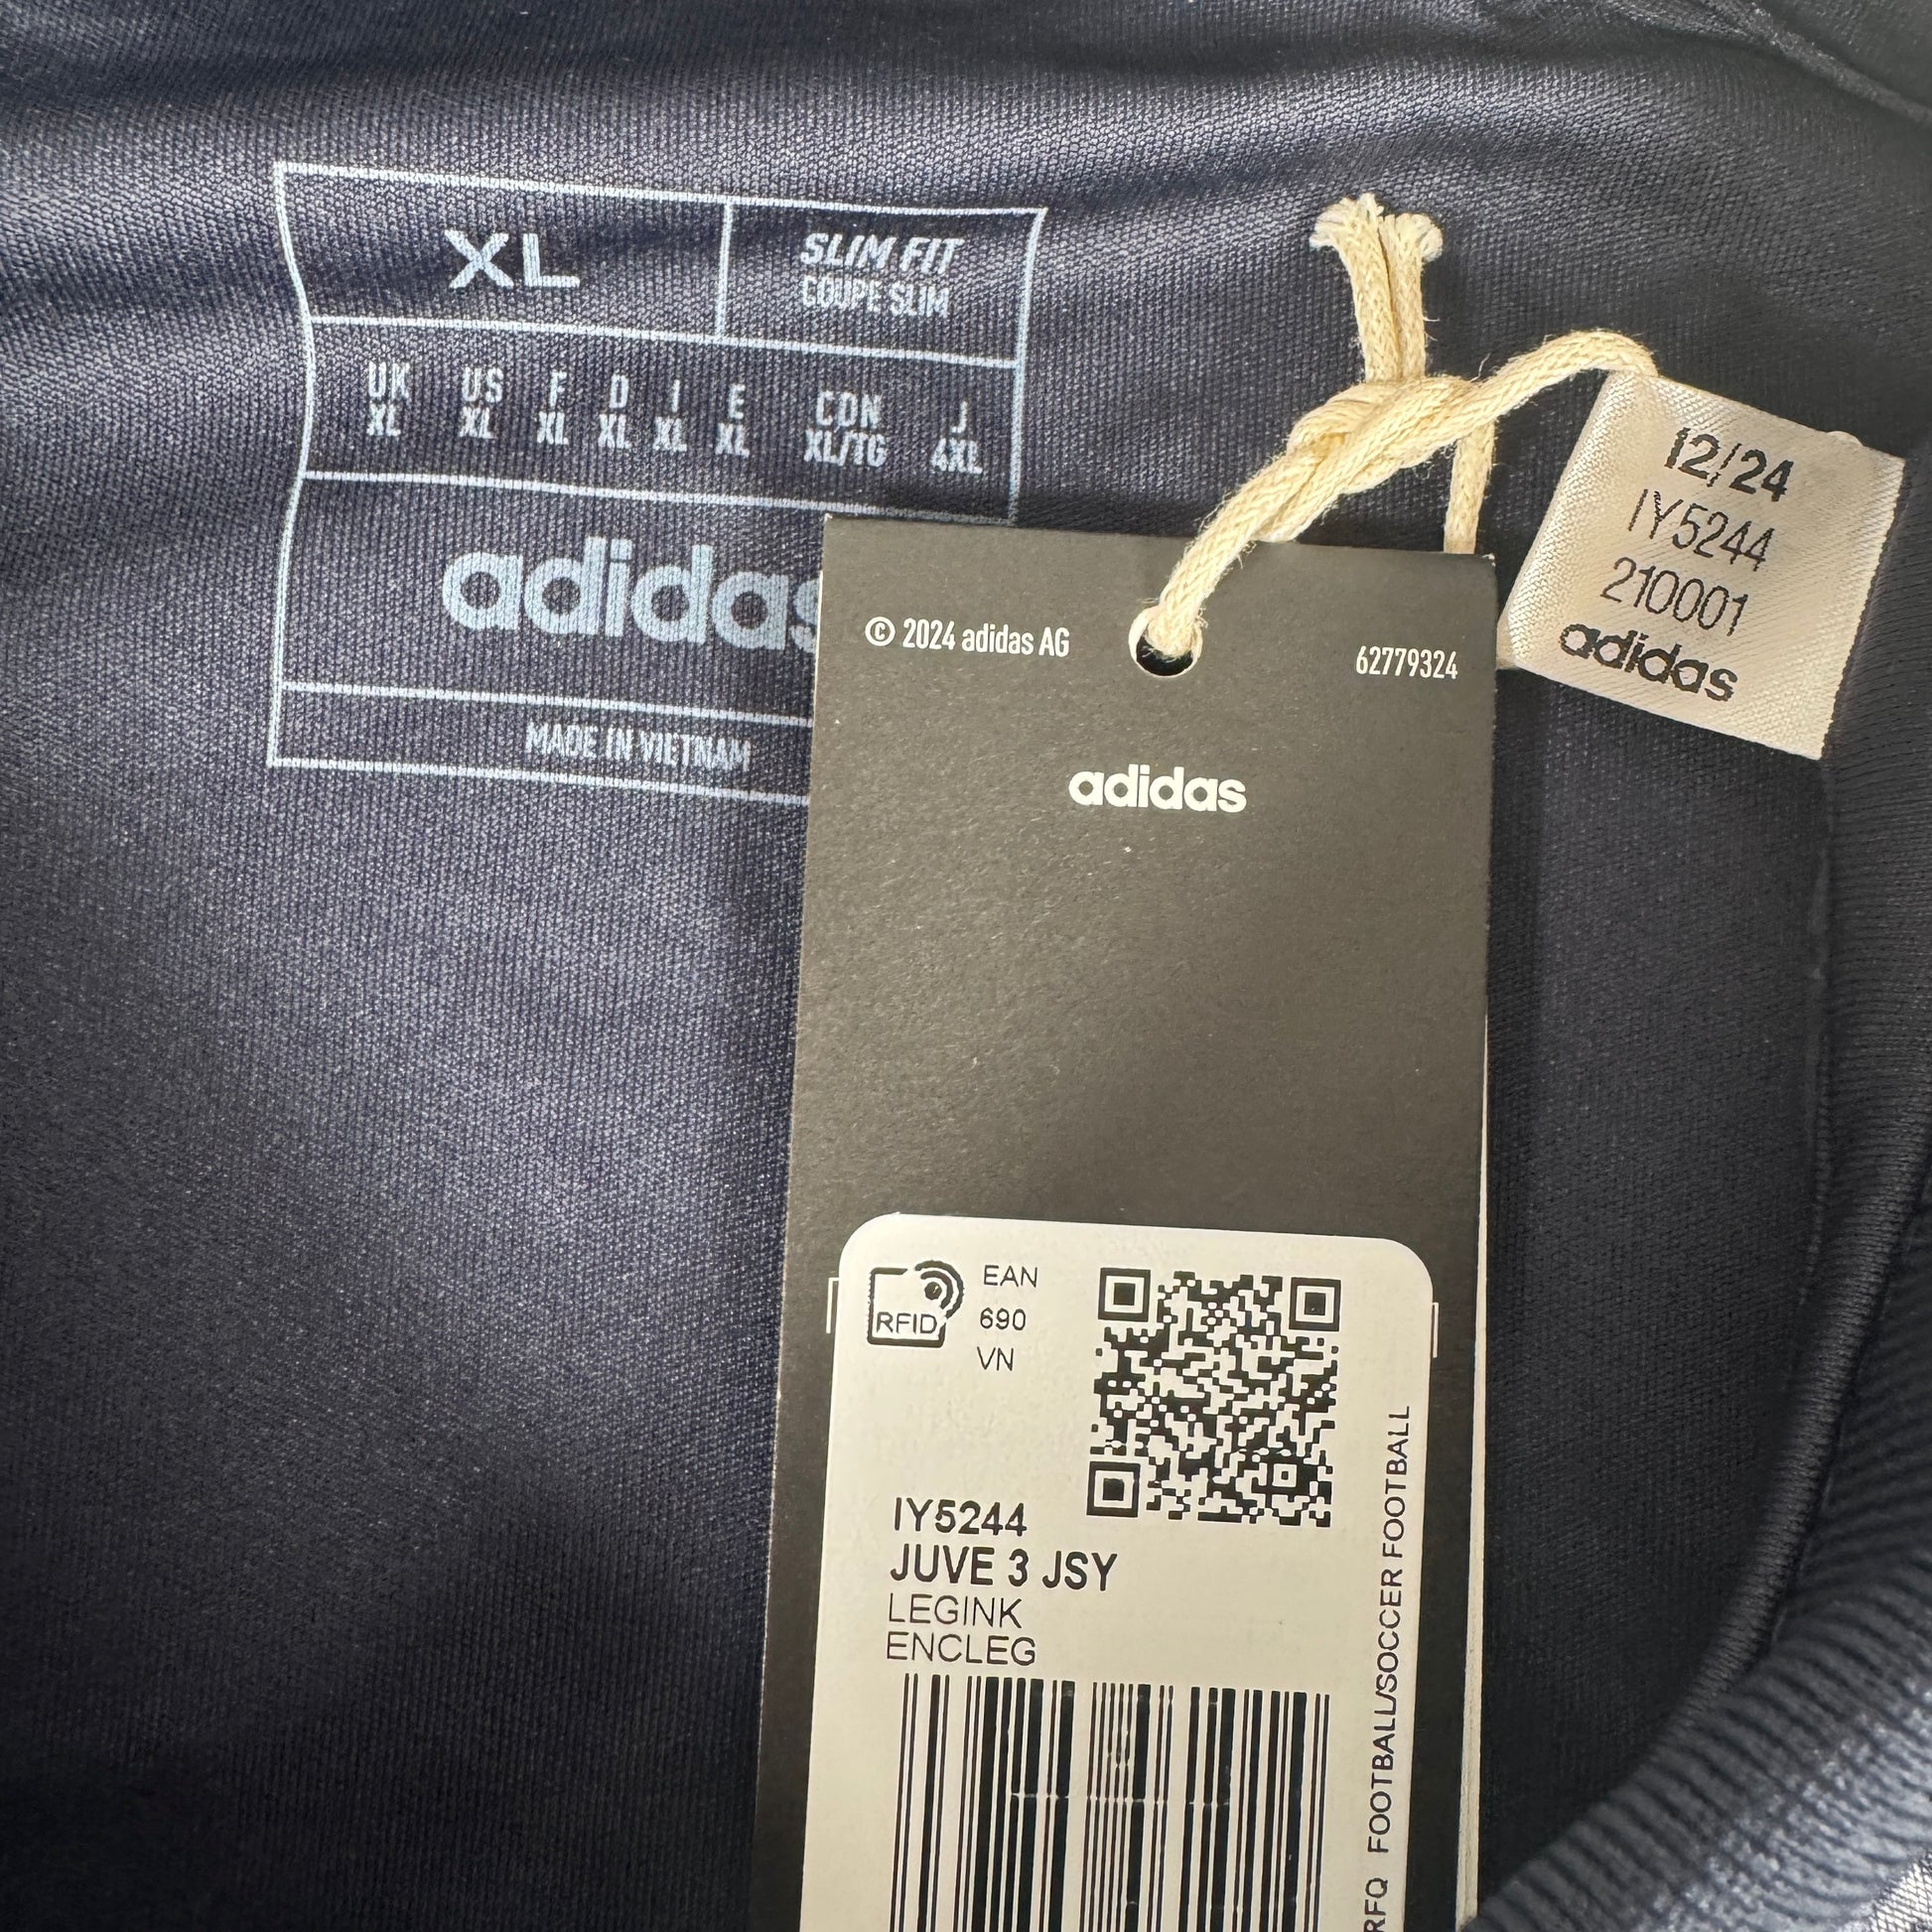 XL
SLIM FIT
COUPE SLIM
UK US F D I E CDN J
XL XL XL XL XL XL XL/TG 4XL
adidas
MADE IN VIETNAM
12/24
IY5244
210001
adidas
© 2024 adidas AG
62779324
adidas
RFID
EAN
690
VN
IY5244
JUVE 3 JSY
LEGINK
ENCLEG
RFQ FOOTBALL/SOCCER FOOTBALL